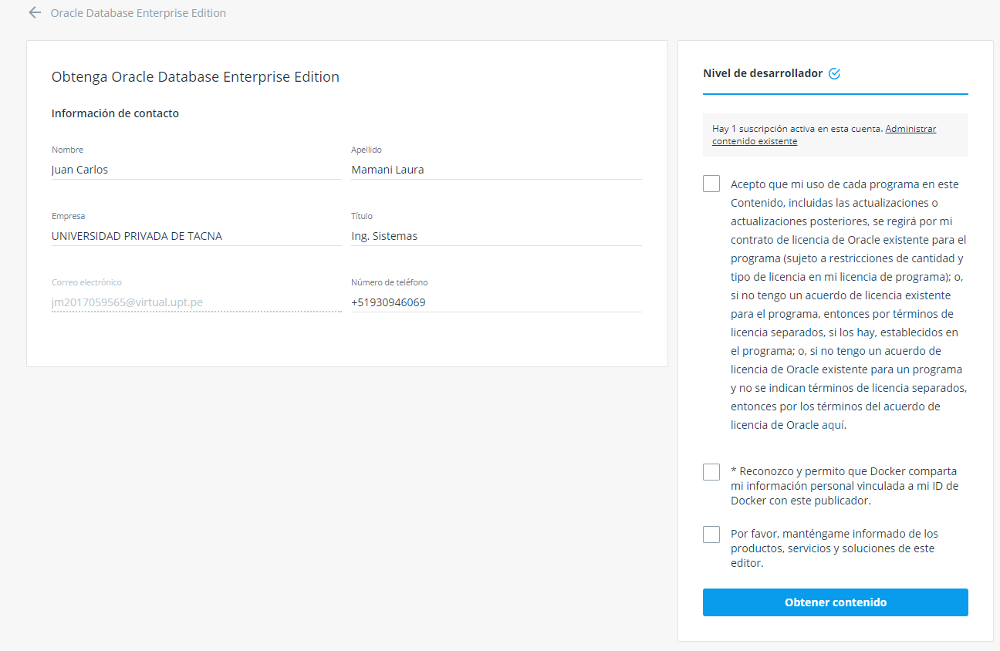 Oracle Database Enterprise Edition
Obtenga Oracle Database Enterprise Edition
Información de contacto
Nombre
Juan Carlos
Apellido
Mamani Laura
Empresa
UNIVERSIDAD PRIVADA DE TACNA
Título
Ing. Sistemas
Correo electrónico
jm2017059565@virtual.upt.pe
Número de teléfono
+51930946069
Nivel de desarrollador
Hay 1 suscripción activa en esta cuenta. Administrar
contenido existente
Acepto que mi uso de cada programa en este
Contenido, incluidas las actualizaciones o
actualizaciones posteriores, se regirá por mi
contrato de licencia de Oracle existente para el
programa (sujeto a restricciones de cantidad y
tipo de licencia en mi licencia de programa); o,
si no tengo un acuerdo de licencia existente
para el programa, entonces por términos de
licencia separados, si los hay, establecidos en
el programa; o, si no tengo un acuerdo de
licencia de Oracle existente para un programa
y no se indican términos de licencia separados,
entonces por los términos del acuerdo de
licencia de Oracle aquí.
* Reconozco y permito que Docker comparta
mi información personal vinculada a mi ID de
Docker con este publicador.
Por favor, manténgame informado de los
productos, servicios y soluciones de este
editor.
Obtener contenido